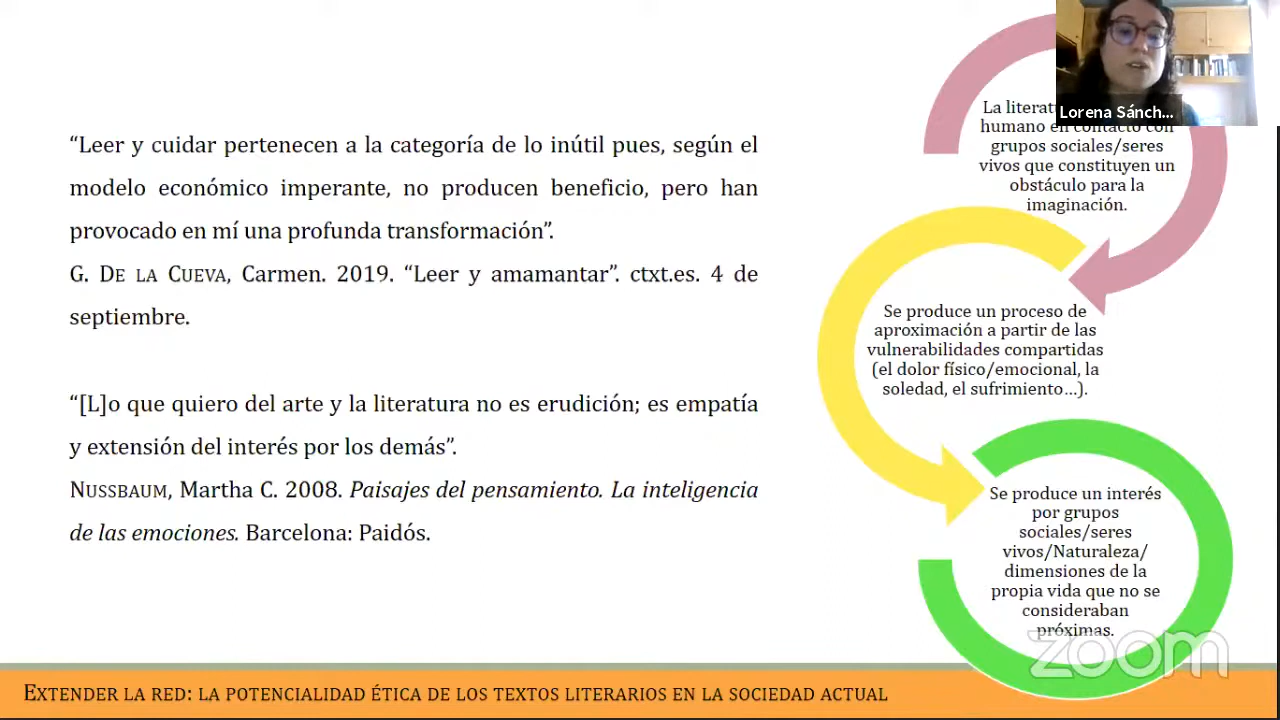 “Leer y cuidar pertenecen a la categoría de lo inútil pues, según el
modelo económico imperante, no producen beneficio, pero han
provocado en mí una profunda transformación”.
G. DE LA CUEVA, Carmen. 2019. “Leer y amamantar”. ctxt.es. 4 de
septiembre.
“[L]o que quiero del arte y la literatura no es erudición; es empatía
y extensión del interés por los demás”.
NUSSBAUM, Martha C. 2008. Paisajes del pensamiento. La inteligencia
de las emociones. Barcelona: Paidós.
Lorena Sánch...
La
humano en contacto con
grupos sociales/seres
vivos que constituyen un
obstáculo para la
imaginación.
Se produce un proceso de
aproximación a partir de las
vulnerabilidades compartidas
(el dolor físico/emocional, la
soledad, el sufrimiento...).
Se produce un interés
por grupos
sociales/seres
vivos/Naturaleza/
dimensiones de la
propia vida que no se
consideraban
próximas.
zoom
EXTENDER LA RED: LA POTENCIALIDAD ÉTICA DE LOS TEXTOS LITERARIOS EN LA SOCIEDAD ACTUAL